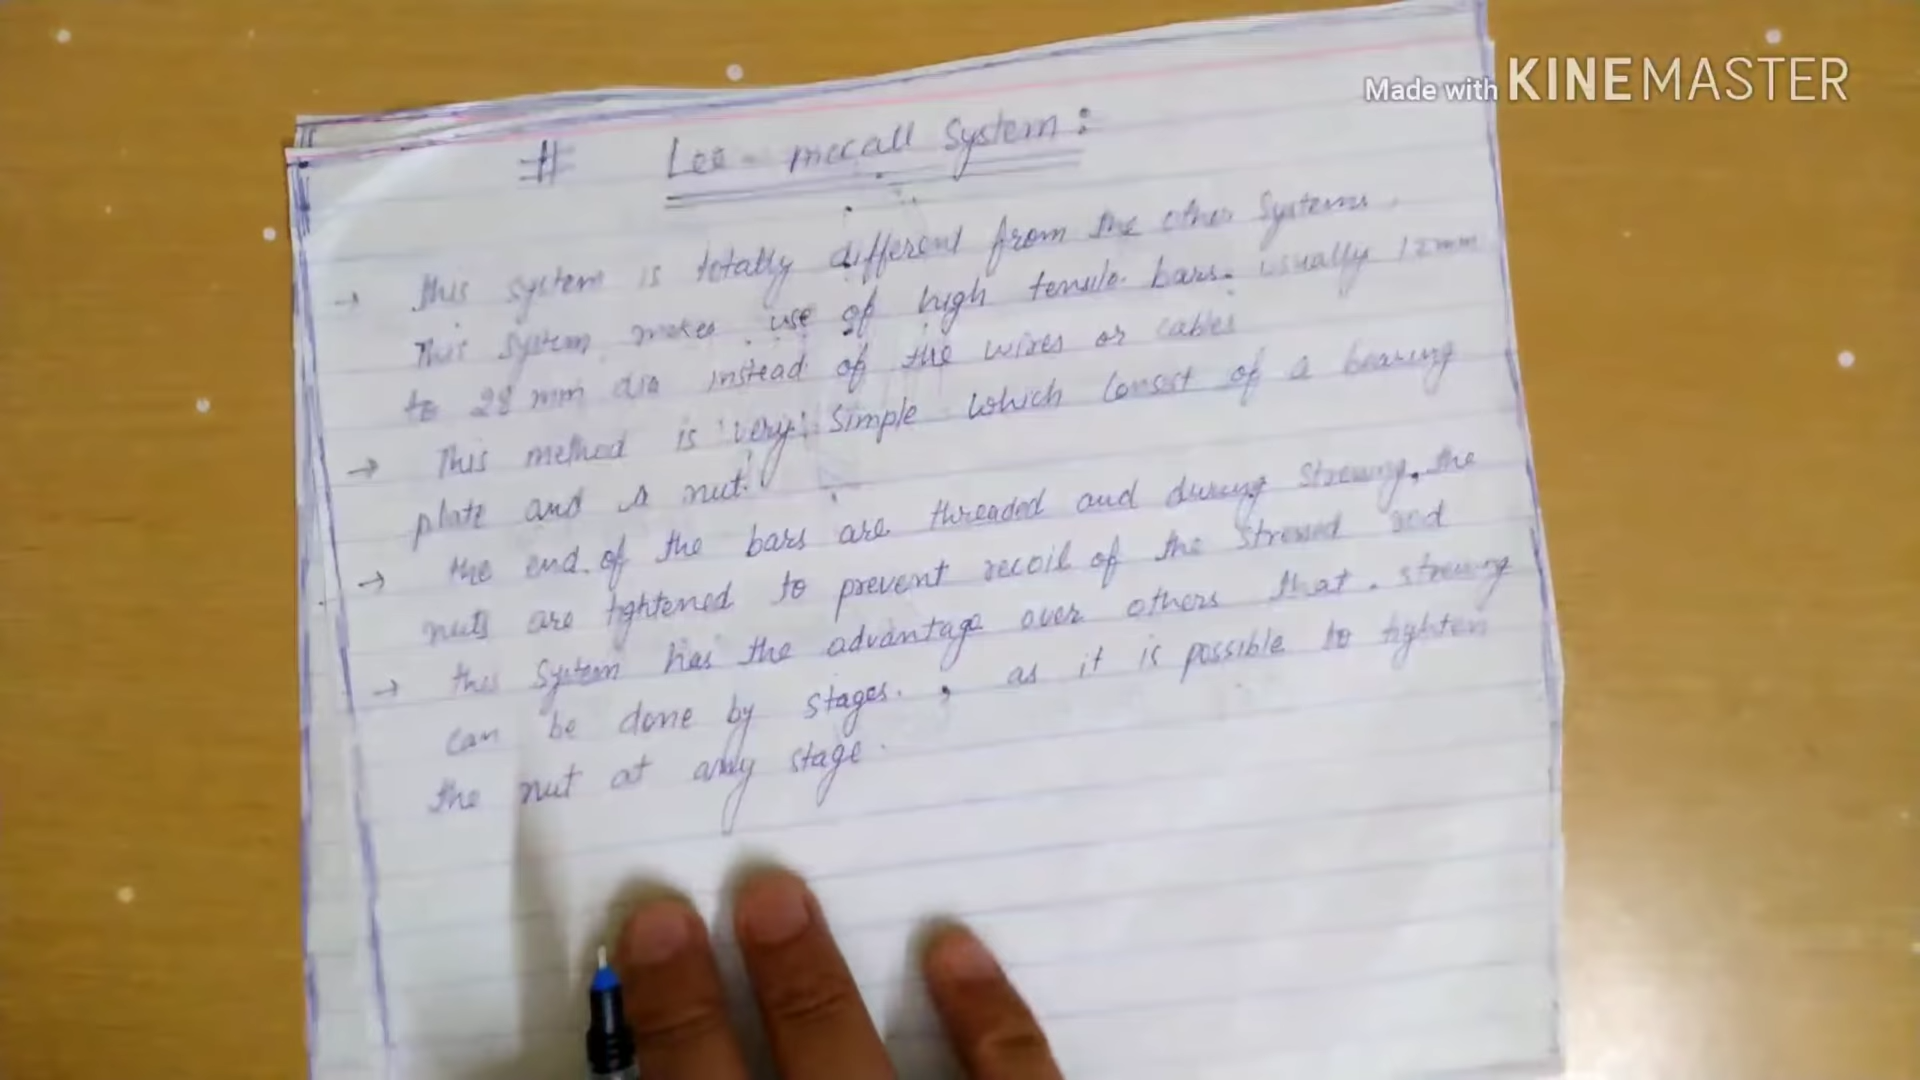 Made with KINEMASTER
# Lee-mccall System:
→ this system is totally different from the other systems.
This system makes use of high tensile bars. usually 12mm
to 28 mm dia instead of the wires or cables
→ This method is very simple which consist of a bearing
plate and a nut.
→ the end of the bars are threaded and during stressing, the
nuts are tightened to prevent recoil of the stressed and
→ this system has the advantage over others that. stressing
can be done by stages. , as it is possible to tighten
the nut at any stage.